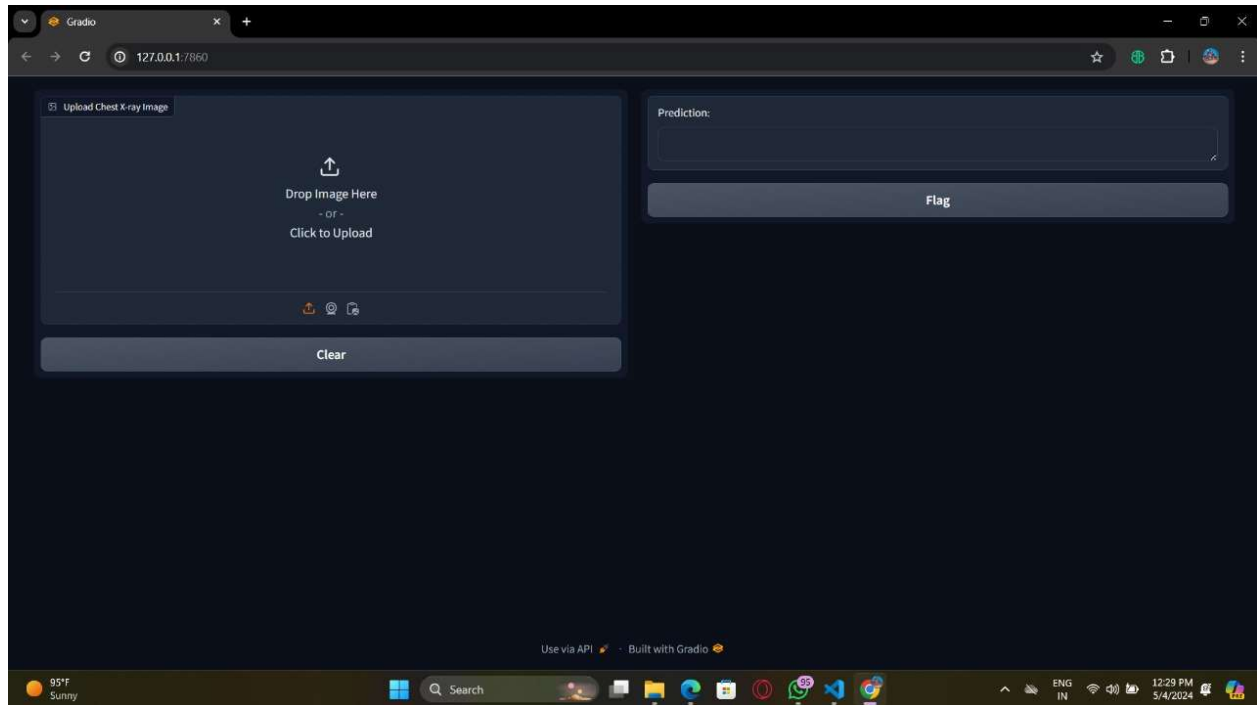 Gradio
127.0.0.1:7860
Upload Chest X-ray Image
Drop Image Here
- or -
Click to Upload
Clear
Prediction:
Flag
Use via API · Built with Gradio
95°F
Sunny
Search
95
ENG
IN
12:29 PM
5/4/2024